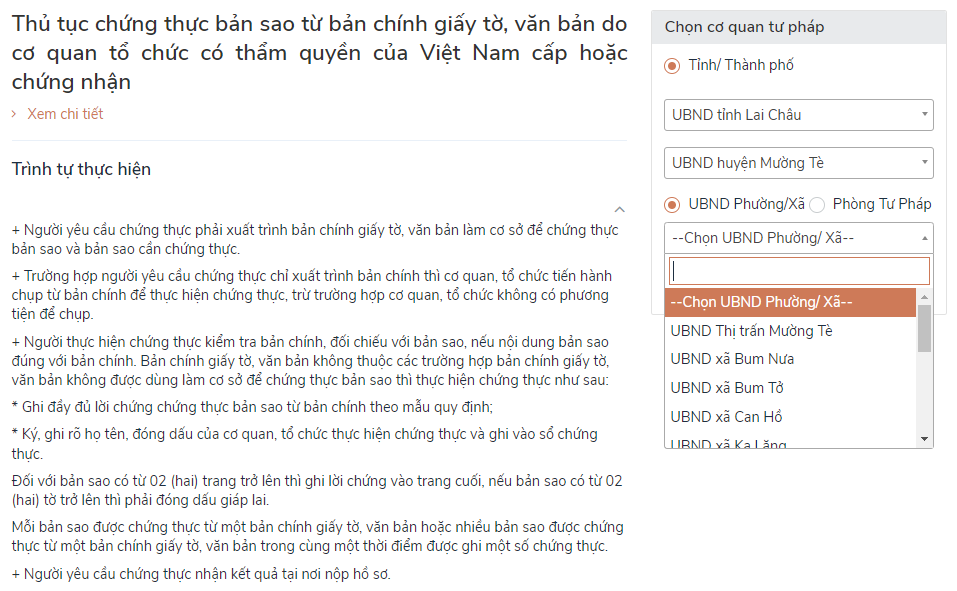 Thủ tục chứng thực bản sao từ bản chính giấy tờ, văn bản do
cơ quan tổ chức có thẩm quyền của Việt Nam cấp hoặc
chứng nhận
Xem chi tiết
Trình tự thực hiện
+ Người yêu cầu chứng thực phải xuất trình bản chính giấy tờ, văn bản làm cơ sở để chứng thực
bản sao và bản sao cần chứng thực.
+ Trường hợp người yêu cầu chứng thực chỉ xuất trình bản chính thì cơ quan, tổ chức tiến hành
chụp từ bản chính để thực hiện chứng thực, trừ trường hợp cơ quan, tổ chức không có phương
tiện để chụp.
+ Người thực hiện chứng thực kiểm tra bản chính, đối chiếu với bản sao, nếu nội dung bản sao
đúng với bản chính. Bản chính giấy tờ, văn bản không thuộc các trường hợp bản chính giấy tờ,
văn bản không được dùng làm cơ sở để chứng thực bản sao thì thực hiện chứng thực như sau:
* Ghi đầy đủ lời chứng chứng thực bản sao từ bản chính theo mẫu quy định;
* Ký, ghi rõ họ tên, đóng dấu của cơ quan, tổ chức thực hiện chứng thực và ghi vào sổ chứng
thực.
Đối với bản sao có từ 02 (hai) trang trở lên thì ghi lời chứng vào trang cuối, nếu bản sao có từ 02
(hai) tờ trở lên thì phải đóng dấu giáp lai.
Mỗi bản sao được chứng thực từ một bản chính giấy tờ, văn bản hoặc nhiều bản sao được chứng
thực từ một bản chính giấy tờ, văn bản trong cùng một thời điểm được ghi một số chứng thực.
+ Người yêu cầu chứng thực nhận kết quả tại nơi nộp hồ sơ.
Chọn cơ quan tư pháp
Tỉnh/ Thành phố
UBND tỉnh Lai Châu
UBND huyện Mường Tè
UBND Phường/Xã Phòng Tư Pháp
--Chọn UBND Phường/ Xã--
--Chọn UBND Phường/ Xã--
UBND Thị trấn Mường Tè
UBND xã Bum Nưa
UBND xã Bum Tở
UBND xã Can Hồ
UBND xã Ka Lăng